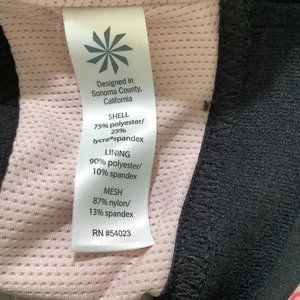 Designed in
Sonoma County,
California
SHELL
75% polyester/
25%
lycra®spandex
LINING
90% polyester/
10% spandex
MESH
87% nylon/
13% spandex
RN #54023